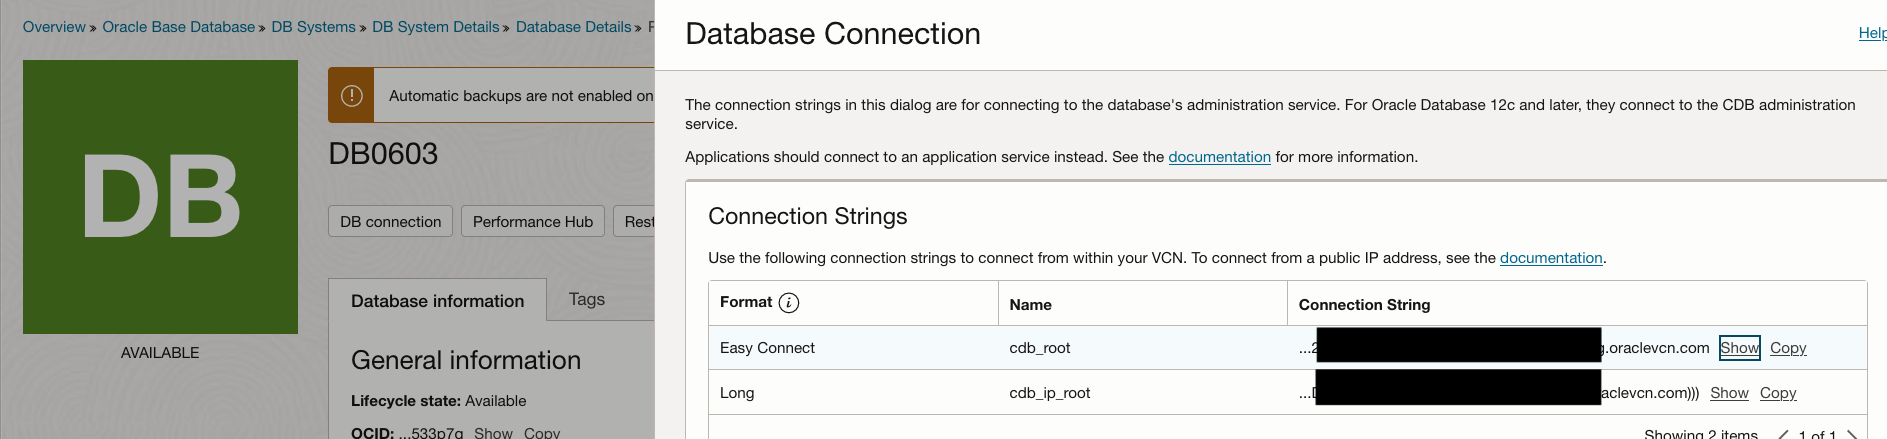 Overview » Oracle Base Database » DB Systems » DB System Details » Database Details »
DB
AVAILABLE
Automatic backups are not enabled on
DB0603
DB connection
Performance Hub
Rest
Database information
Tags
General information
Lifecycle state: Available
OCID: ...533p7q Show Copy
Database Connection
Help
The connection strings in this dialog are for connecting to the database's administration service. For Oracle Database 12c and later, they connect to the CDB administration
service.
Applications should connect to an application service instead. See the documentation for more information.
Connection Strings
Use the following connection strings to connect from within your VCN. To connect from a public IP address, see the documentation.
Format i Name Connection String
Easy Connect cdb_root ...2 g.oraclevcn.com Show Copy
Long cdb_ip_root ... aclevcn.com))) Show Copy
Showing 2 items < 1 of 1 >